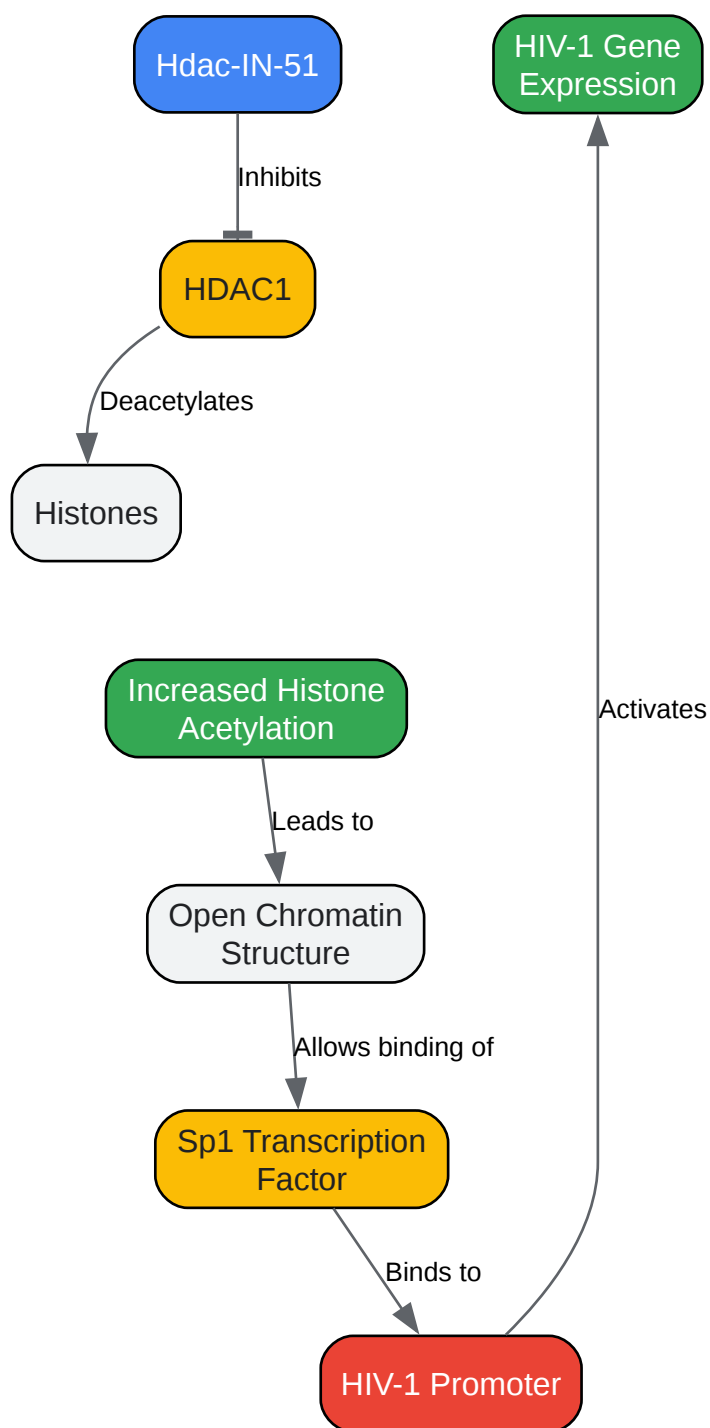 Hdac-IN-51
HIV-1 Gene
Expression
Inhibits
HDAC1
Deacetylates
Histones
Increased Histone
Acetylation
Activates
Leads to
Open Chromatin
Structure
Allows binding of
Sp1 Transcription
Factor
Binds to
HIV-1 Promoter